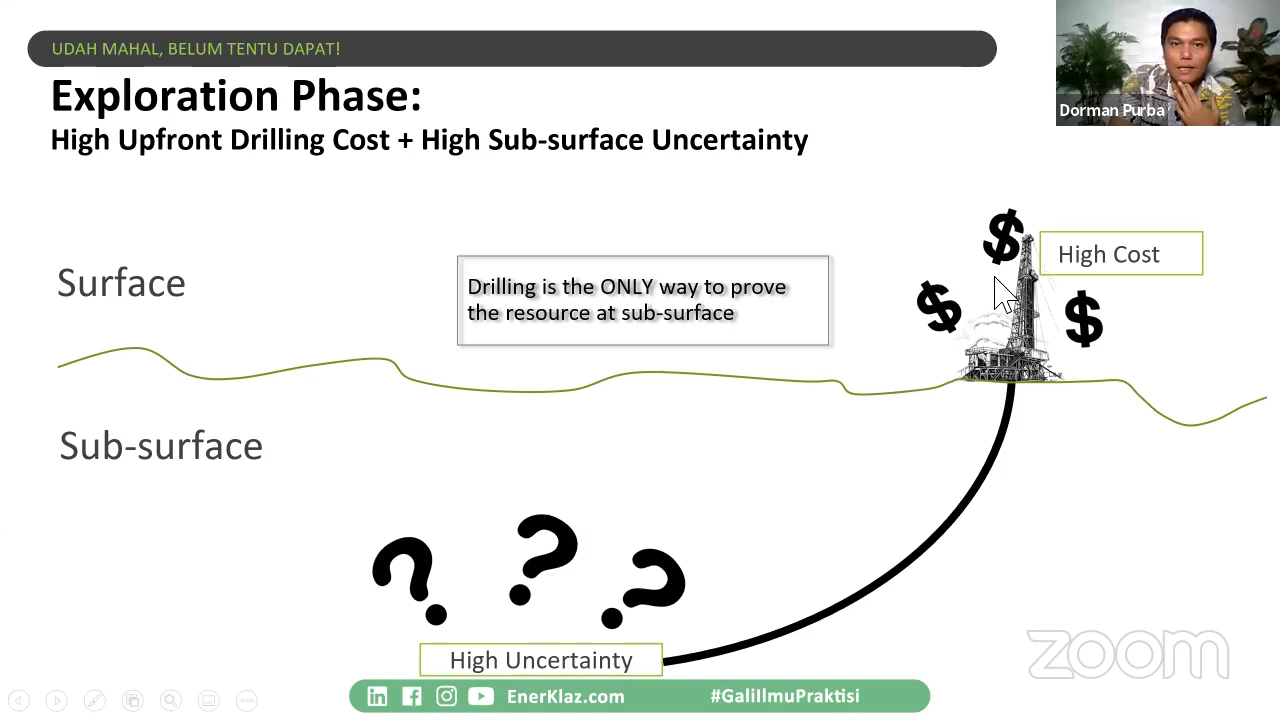 UDAH MAHAL, BELUM TENTU DAPAT!
Exploration Phase:
High Upfront Drilling Cost + High Sub-surface Uncertainty
Dorman Purba
$
High Cost
Surface
Drilling is the ONLY way to prove
the resource at sub-surface
$
$
Sub-surface
? ? ?
High Uncertainty
zoom
EnerKlaz.com
#GaliIlmuPraktisi